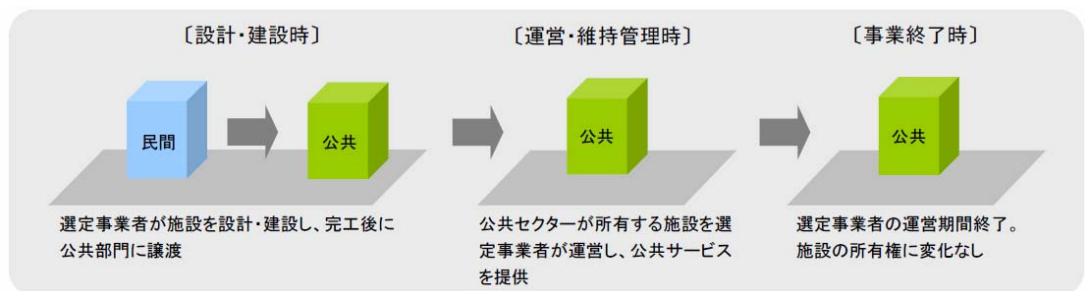 〔設計・建設時〕
〔運営・維持管理時〕
〔事業終了時〕
民間
公共
公共
公共
選定事業者が施設を設計・建設し、完工後に
公共部門に譲渡
公共セクターが所有する施設を選
定事業者が運営し、公共サービス
を提供
選定事業者の運営期間終了。
施設の所有権に変化なし